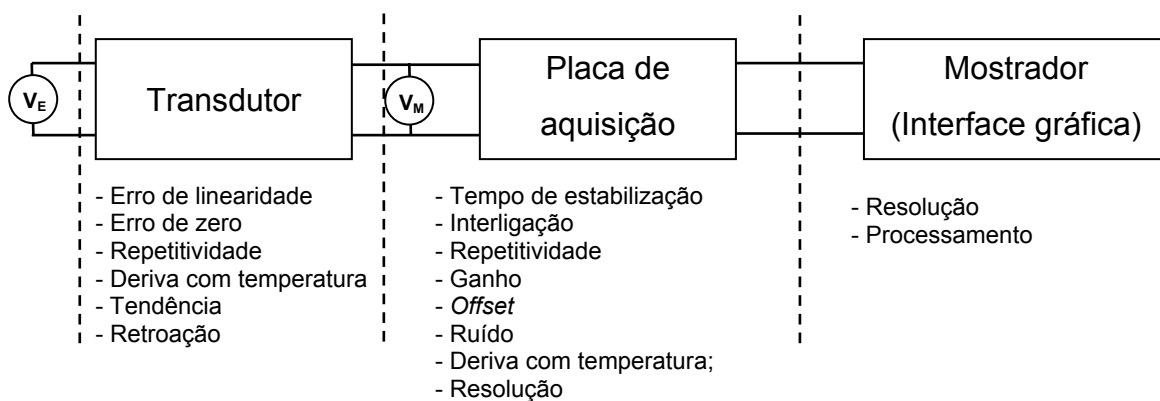 V_E
Transdutor
V_M
Placa de
aquisição
Mostrador
(Interface gráfica)
- Erro de linearidade
- Erro de zero
- Repetitividade
- Deriva com temperatura
- Tendência
- Retroação
- Tempo de estabilização
- Interligação
- Repetitividade
- Ganho
- Offset
- Ruído
- Deriva com temperatura;
- Resolução
- Resolução
- Processamento